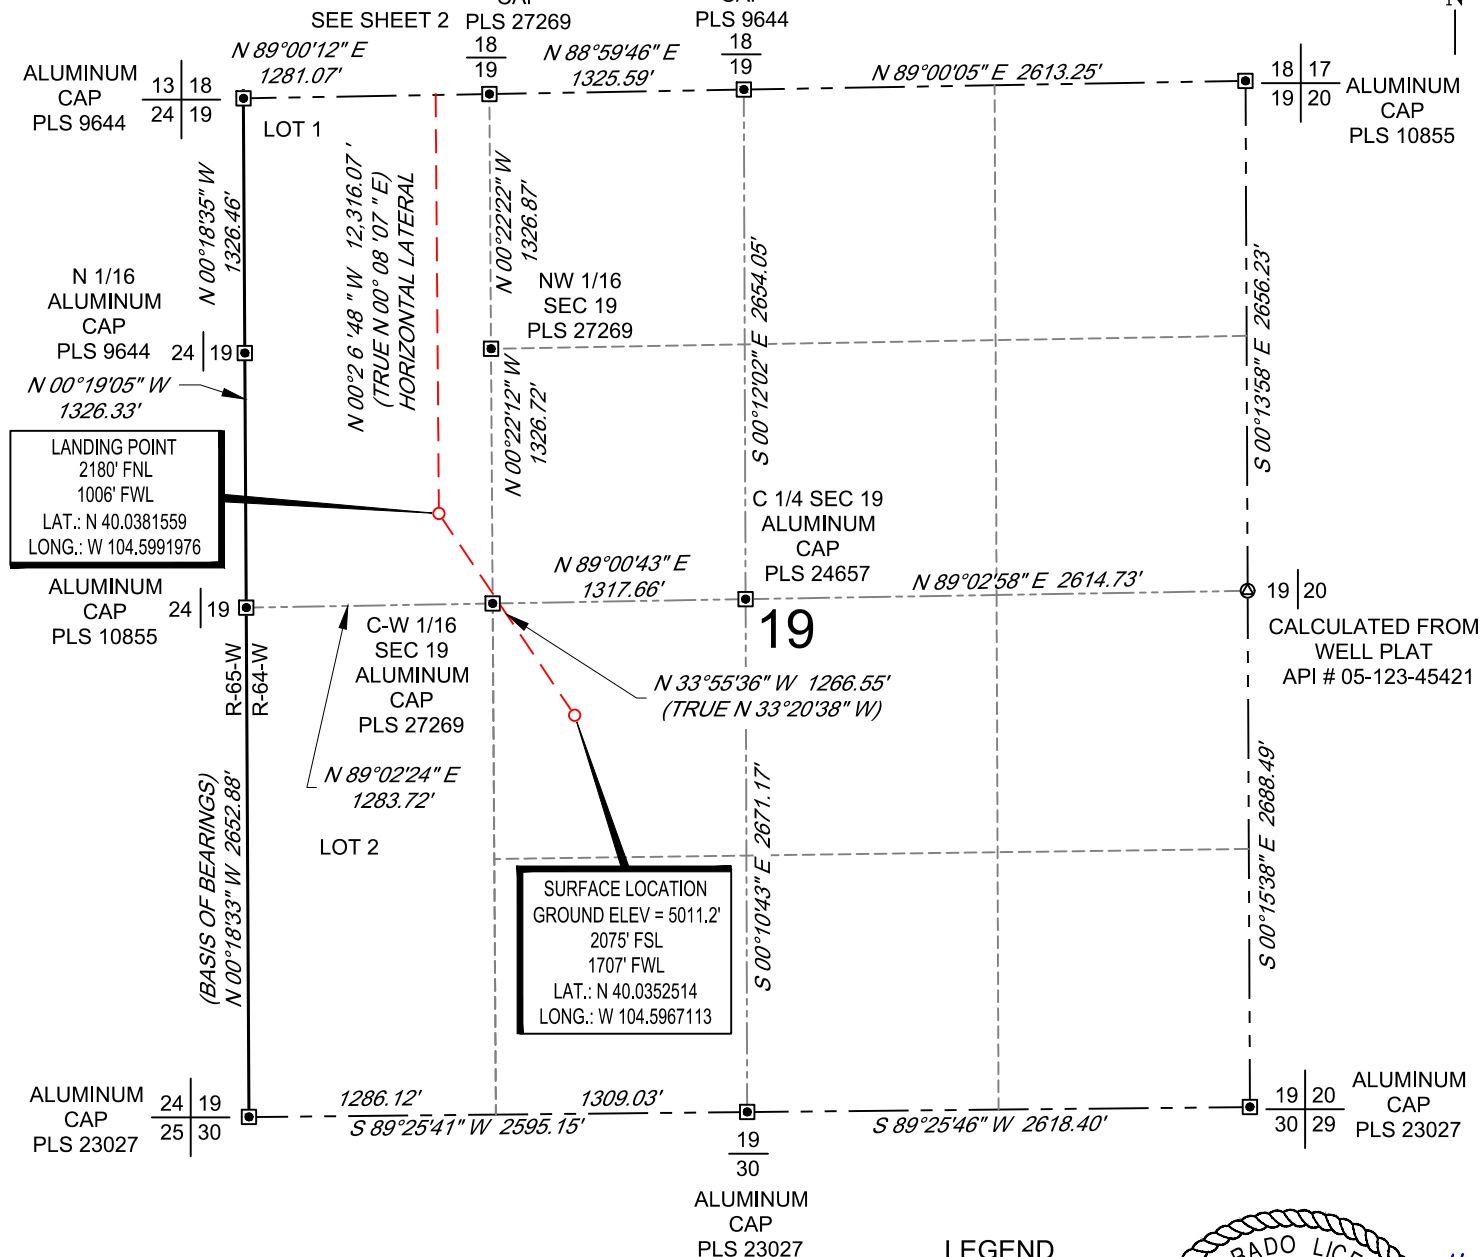 SEE SHEET 2
PLS 27269
PLS 9644
N
18
19
18
19
N 89°00'12" E
1281.07'
N 88°59'46" E
1325.59'
N 89°00'05" E 2613.25'
ALUMINUM
CAP
PLS 9644
13 18
24 19
LOT 1
18 17
19 20
ALUMINUM
CAP
PLS 10855
N 00°18'35" W
1326.46'
N 00°2 6 '48 " W 12,316.07 '
(TRUE N 00° 08 '07 " E)
HORIZONTAL LATERAL
N 00°22'22" W
1326.87'
S 00°12'02" E 2654.05'
S 00°13'58" E 2656.23'
N 1/16
ALUMINUM
CAP
PLS 9644
24 19
NW 1/16
SEC 19
PLS 27269
N 00°19'05" W
1326.33'
N 00°22'12" W
1326.72'
LANDING POINT
2180' FNL
1006' FWL
LAT.: N 40.0381559
LONG.: W 104.5991976
C 1/4 SEC 19
ALUMINUM
CAP
PLS 24657
ALUMINUM
CAP
PLS 10855
24 19
N 89°00'43" E
1317.66'
N 89°02'58" E 2614.73'
19 20
19
CALCULATED FROM
WELL PLAT
API # 05-123-45421
C-W 1/16
SEC 19
ALUMINUM
CAP
PLS 27269
R-65-W
R-64-W
N 33°55'36" W 1266.55'
(TRUE N 33°20'38" W)
N 89°02'24" E
1283.72'
LOT 2
(BASIS OF BEARINGS)
N 00°18'33" W 2652.88'
S 00°10'43" E 2671.17'
S 00°15'38" E 2688.49'
SURFACE LOCATION
GROUND ELEV = 5011.2'
2075' FSL
1707' FWL
LAT.: N 40.0352514
LONG.: W 104.5967113
ALUMINUM
CAP
PLS 23027
24 19
25 30
1286.12'
1309.03'
S 89°25'41" W 2595.15'
S 89°25'46" W 2618.40'
19 20
30 29
ALUMINUM
CAP
PLS 23027
19
30
ALUMINUM
CAP
PLS 23027
LEGEND